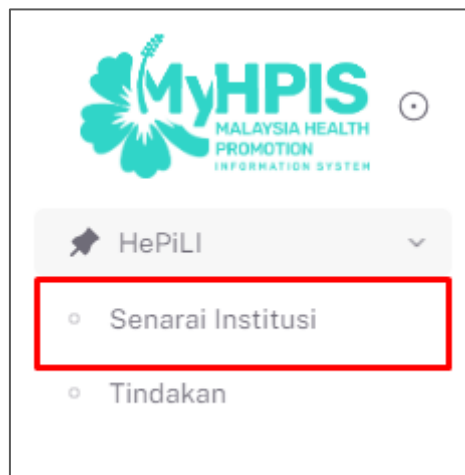 MyHPIS
MALAYSIA HEALTH
PROMOTION
INFORMATION SYSTEM
HePiLI
Senarai Institusi
Tindakan